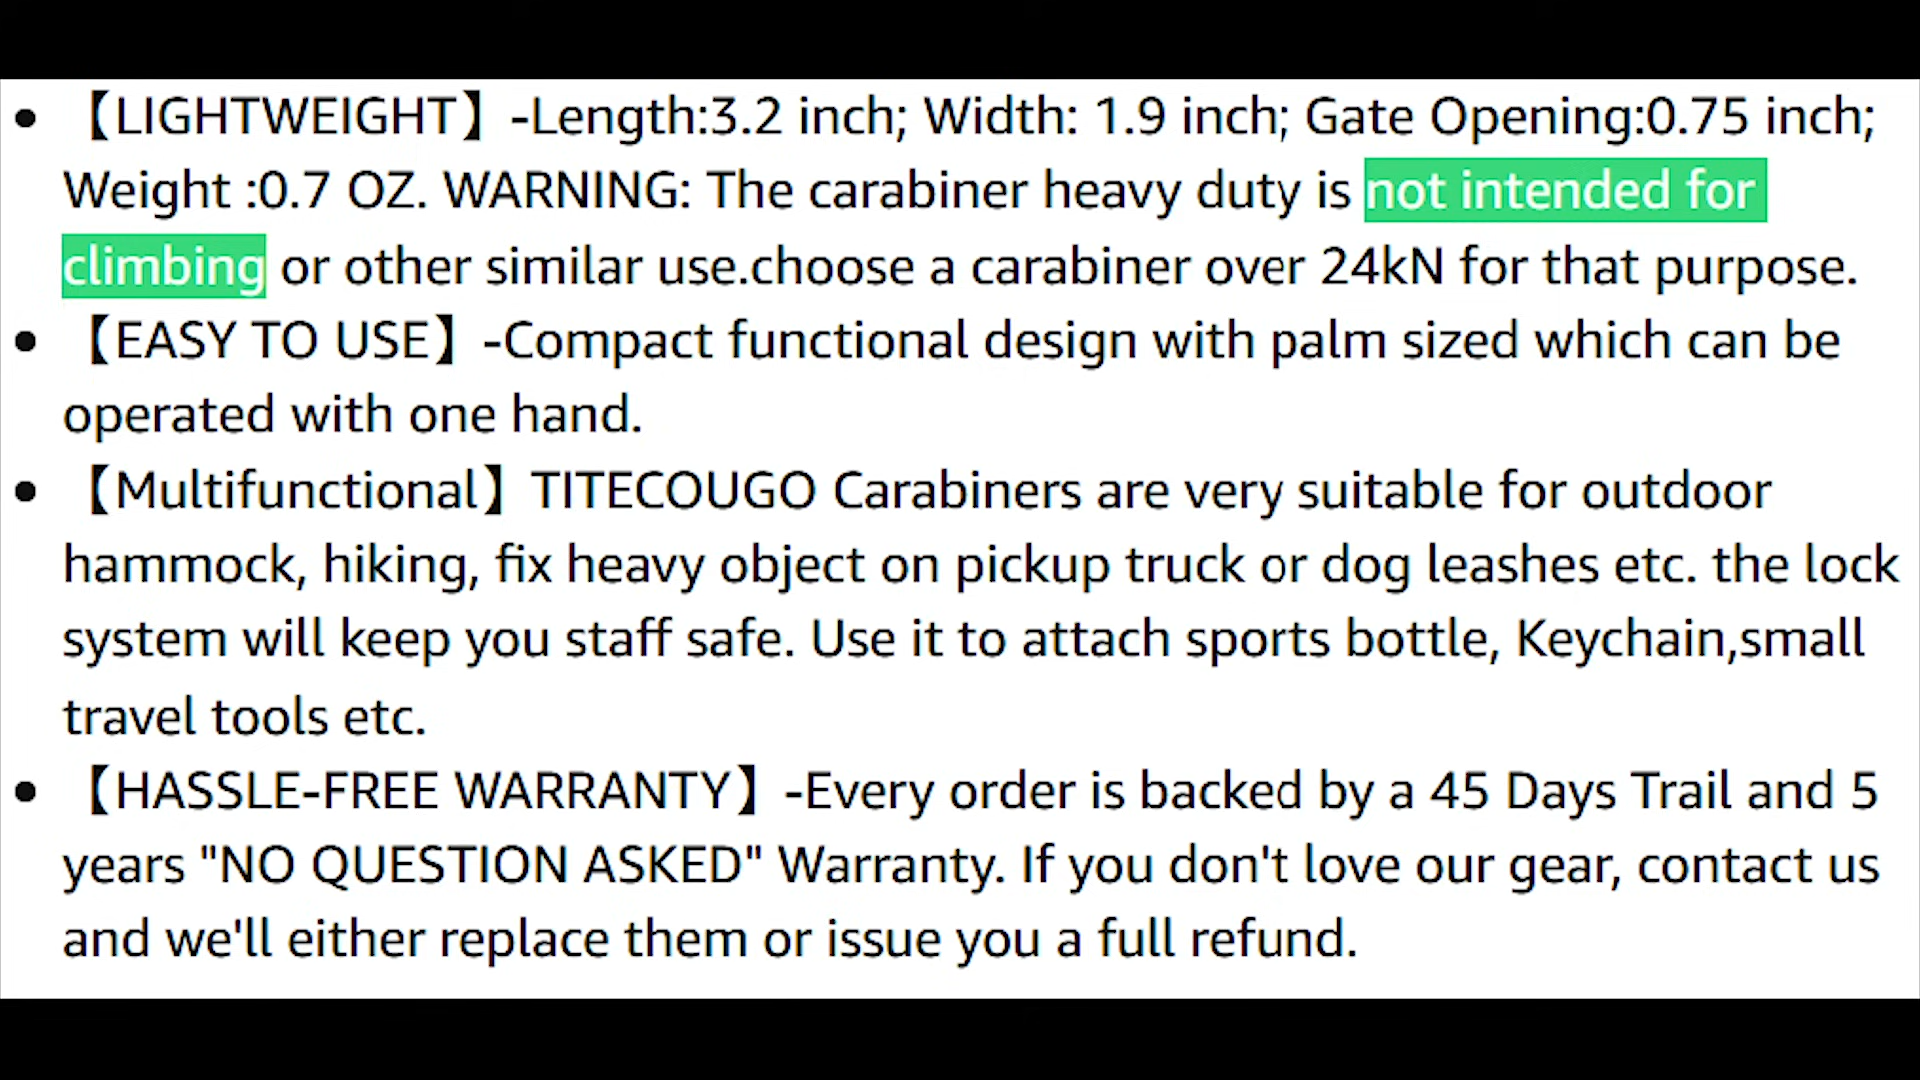 • 【LIGHTWEIGHT】-Length:3.2 inch; Width: 1.9 inch; Gate Opening:0.75 inch;
Weight :0.7 OZ. WARNING: The carabiner heavy duty is not intended for
climbing or other similar use.choose a carabiner over 24kN for that purpose.
• 【EASY TO USE】-Compact functional design with palm sized which can be
operated with one hand.
• 【Multifunctional】TITECOUGO Carabiners are very suitable for outdoor
hammock, hiking, fix heavy object on pickup truck or dog leashes etc. the lock
system will keep you staff safe. Use it to attach sports bottle, Keychain,small
travel tools etc.
• 【HASSLE-FREE WARRANTY】-Every order is backed by a 45 Days Trail and 5
years "NO QUESTION ASKED" Warranty. If you don't love our gear, contact us
and we'll either replace them or issue you a full refund.